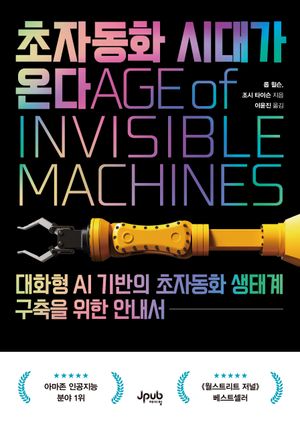 초자동화 시대가
온다AGE of
INVISIBLE
MACHINES
롭 윌슨,
조시 타이슨 지음
이윤진 옮김
대화형 AI 기반의 초자동화 생태계
구축을 위한 안내서
아마존 인공지능
분야 1위
Jpub
제이펍
《월스트리트 저널》
베스트셀러